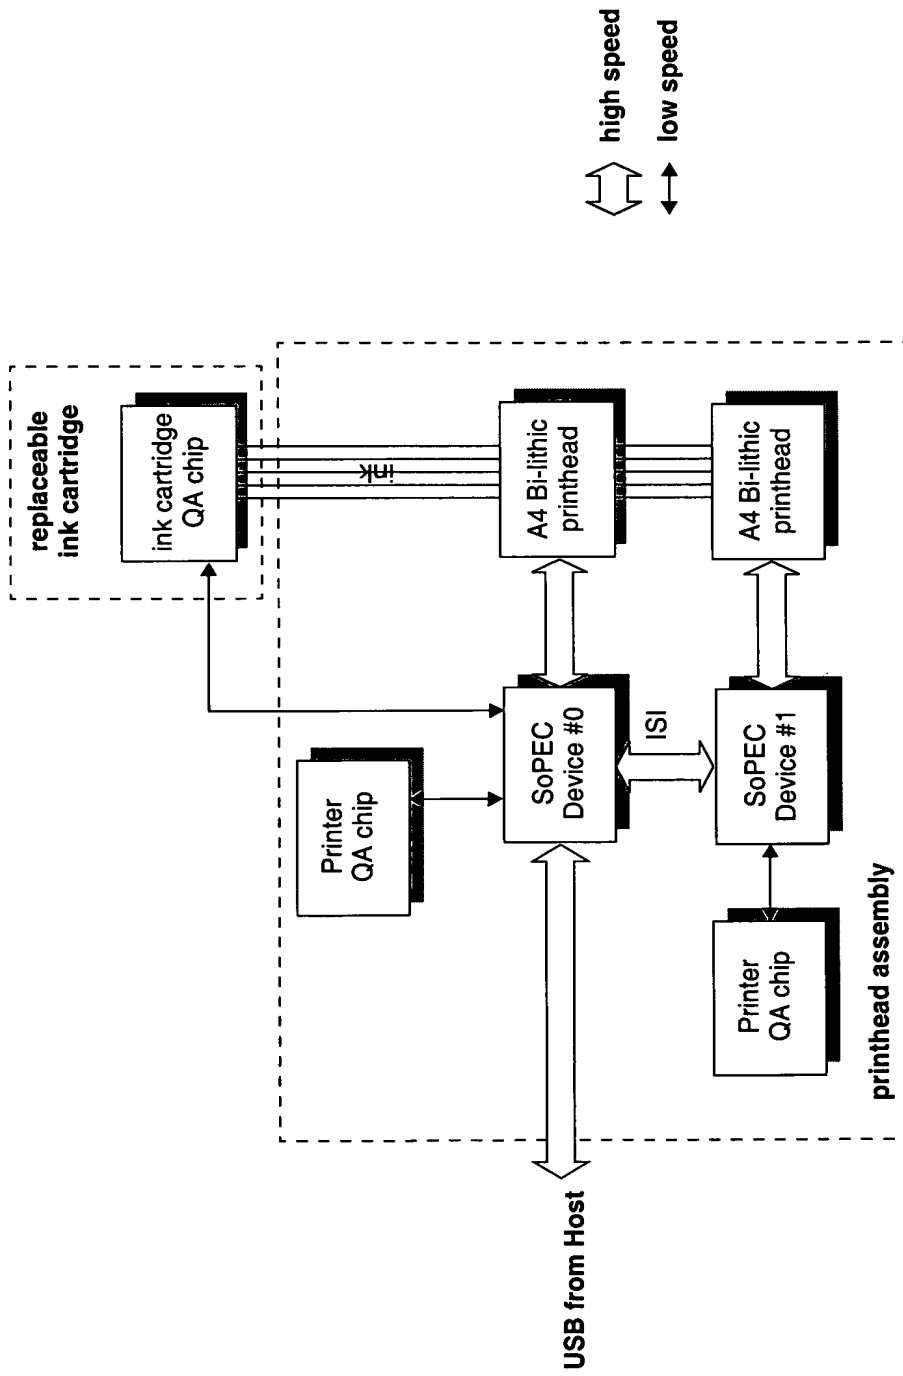 replaceable
ink cartridge
ink cartridge
QA chip
Printer
QA chip
ink
SoPEC
Device #0
A4 Bi-lithic
printhead
high speed
low speed
USB from Host
ISI
Printer
QA chip
SoPEC
Device #1
A4 Bi-lithic
printhead
printhead assembly